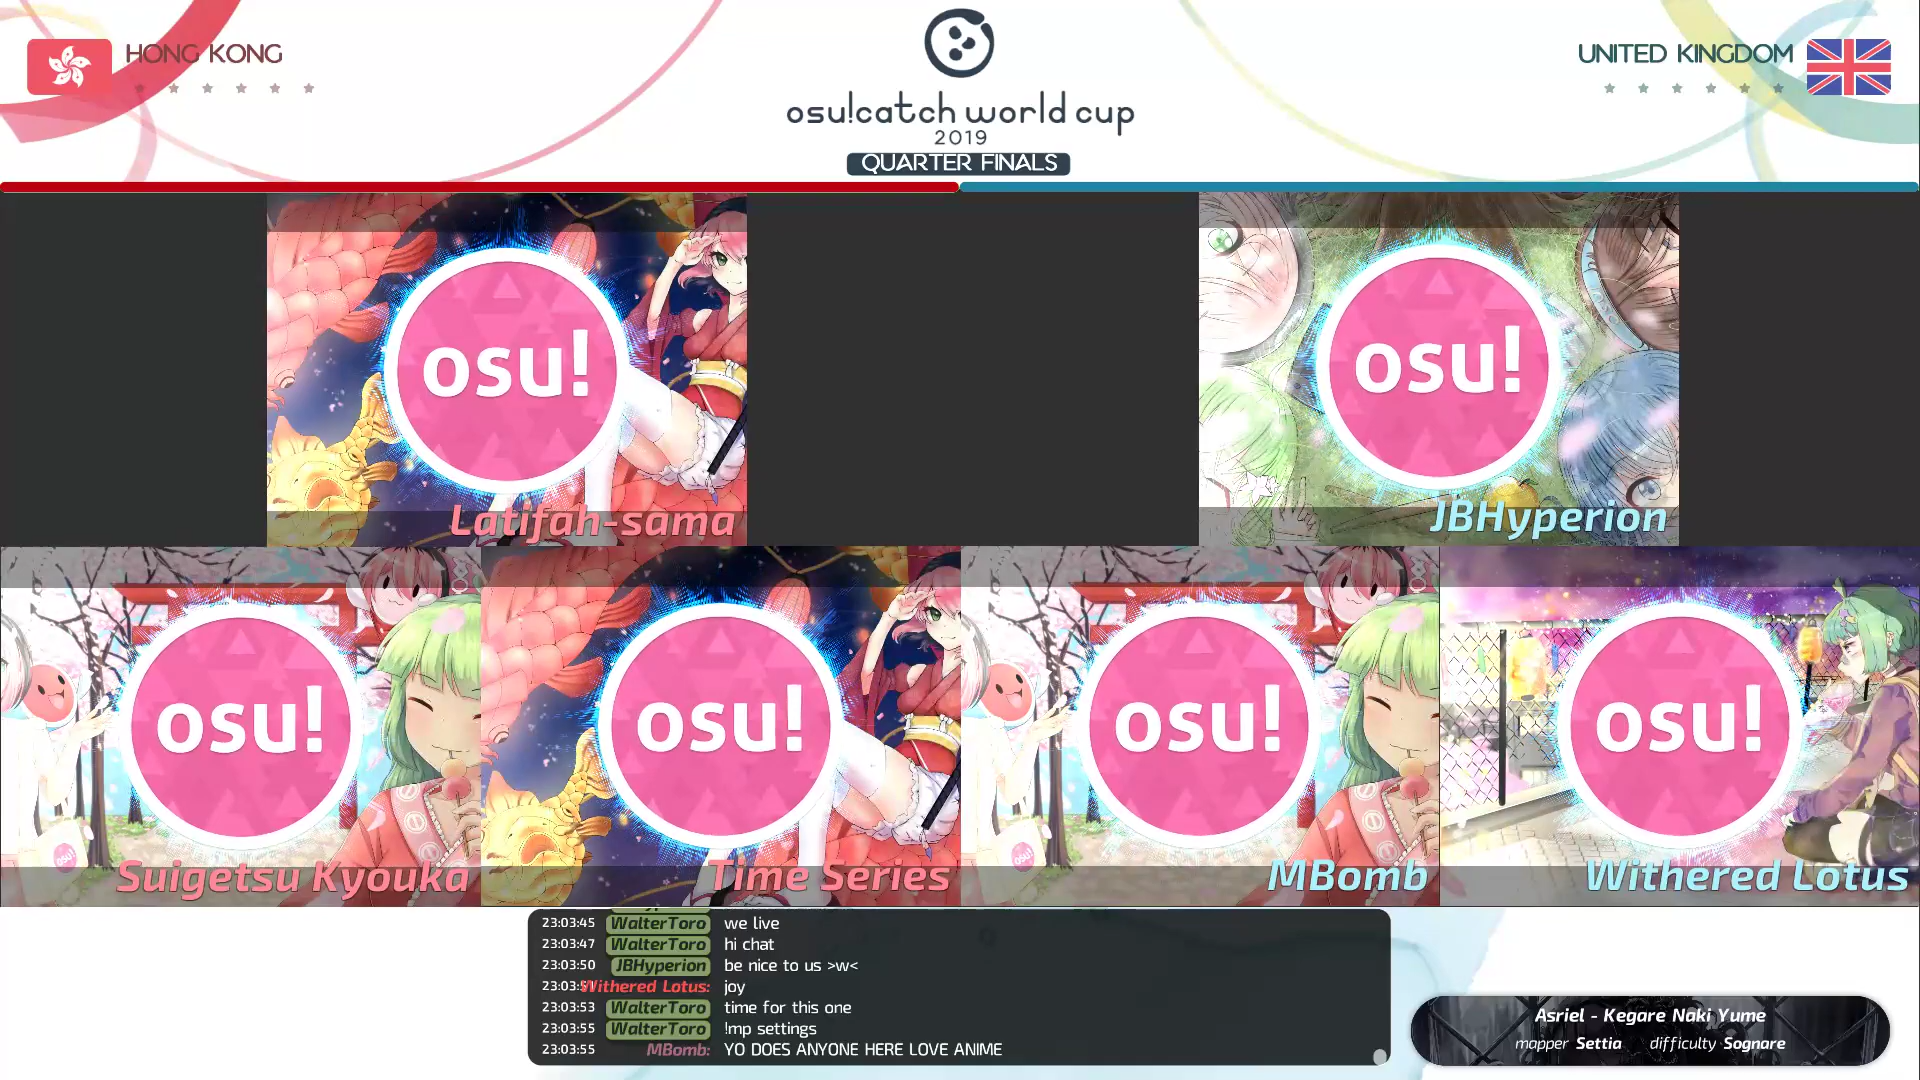 HONG KONG
UNITED KINGDOM
osu!catch world cup
2019
QUARTER FINALS
osu!
Latifah-sama
osu!
JBHyperion
osu!
Suigetsu Kyouka
osu!
Time Series
osu!
MBomb
osu!
Withered Lotus
23:03:45 WalterToro we live
23:03:47 WalterToro hi chat
23:03:50 JBHyperion be nice to us >w<
23:03:51 Withered Lotus: joy
23:03:53 WalterToro time for this one
23:03:55 WalterToro !mp settings
23:03:55 MBomb: YO DOES ANYONE HERE LOVE ANIME
Asriel - Kegare Naki Yume
mapper Settia difficulty Sognare